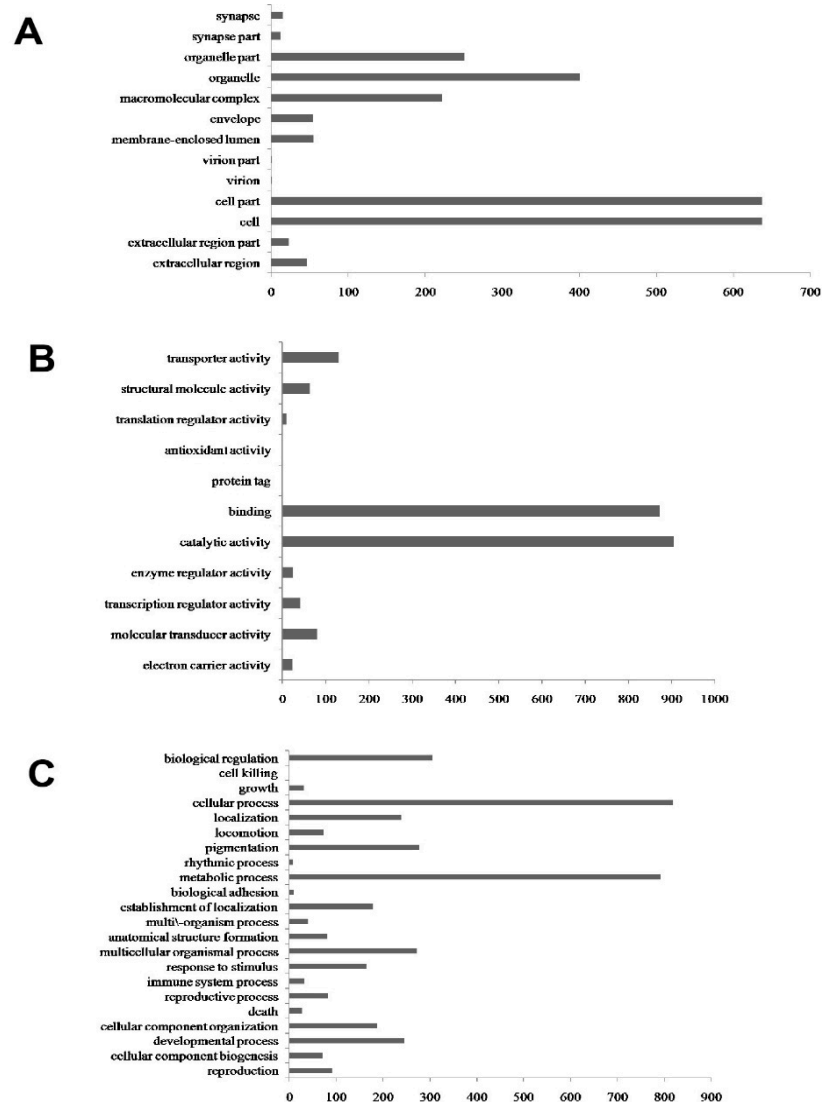 A
synapse
synapse part
organelle part
organelle
macromolecular complex
envelope
membrane-enclosed lumen
virion part
virion
cell part
cell
extracellular region part
extracellular region
0 100 200 300 400 500 600 700
B
transporter activity
structural molecule activity
translation regulator activity
antioxidant activity
protein tag
binding
catalytic activity
enzyme regulator activity
transcription regulator activity
molecular transducer activity
electron carrier activity
0 100 200 300 400 500 600 700 800 900 1000
C
biological regulation
cell killing
growth
cellular process
localization
locomotion
pigmentation
rhythmic process
metabolic process
biological adhesion
establishment of localization
multi\-organism process
anatomical structure formation
multicellular organismal process
response to stimulus
immune system process
reproductive process
death
cellular component organization
developmental process
cellular component biogenesis
reproduction
0 100 200 300 400 500 600 700 800 900